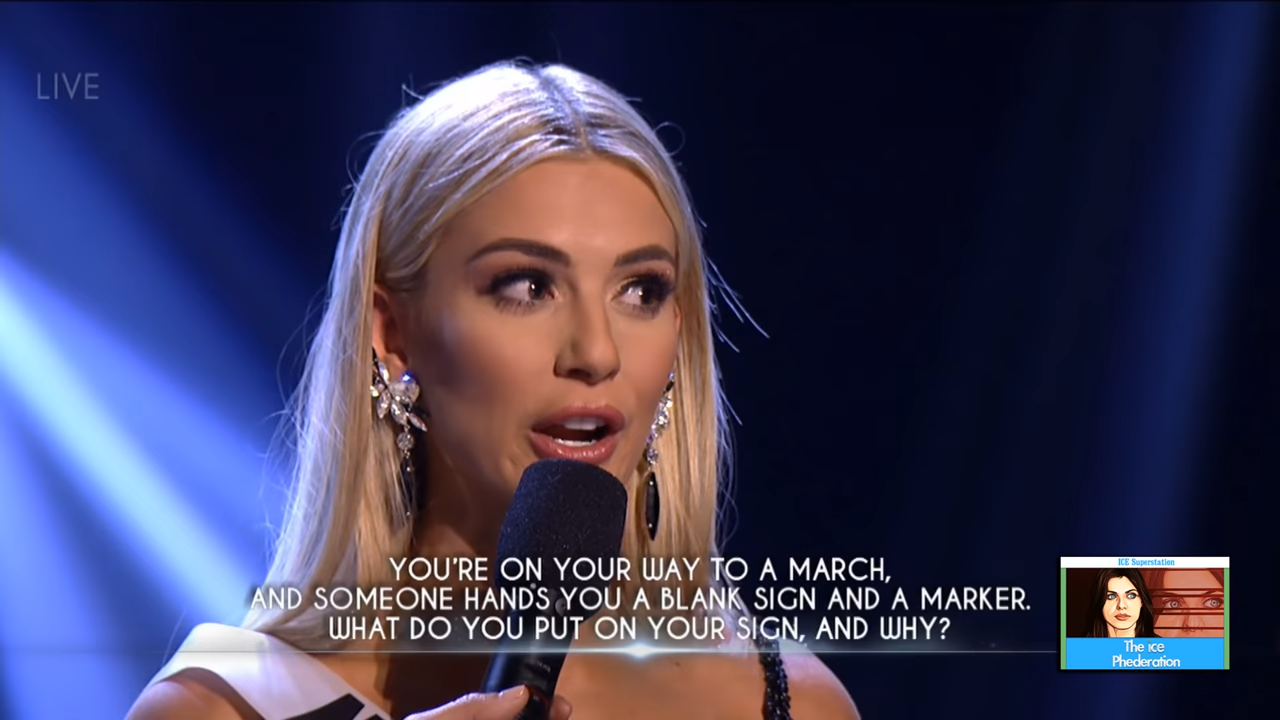 LIVE
YOU'RE ON YOUR WAY TO A MARCH,
AND SOMEONE HANDS YOU A BLANK SIGN AND A MARKER.
WHAT DO YOU PUT ON YOUR SIGN, AND WHY?
ICE Superstation
The ICE
Phederation